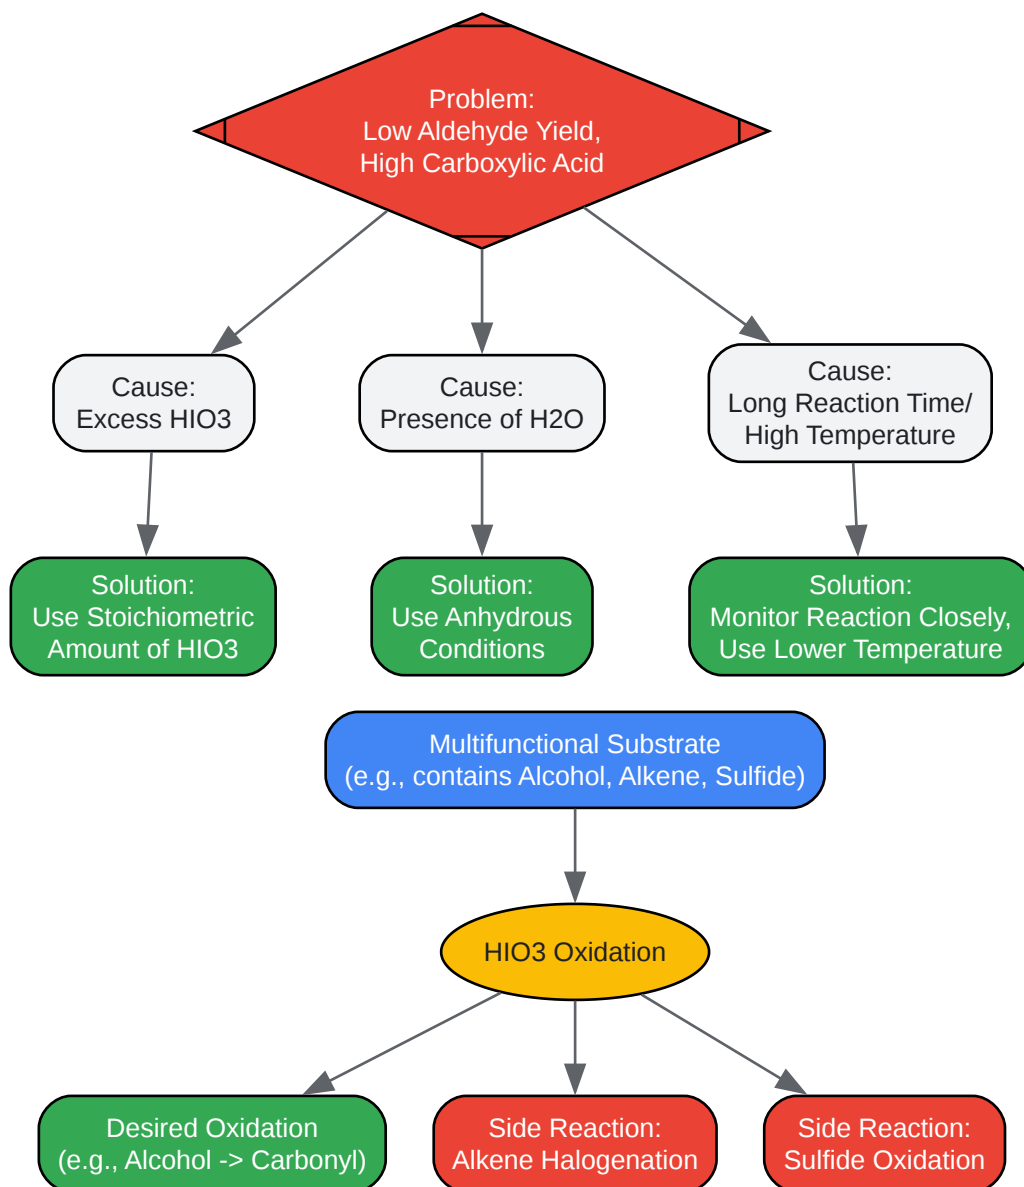 Problem:
Low Aldehyde Yield,
High Carboxylic Acid
Cause:
Excess HIO3
Cause:
Presence of H2O
Cause:
Long Reaction Time/
High Temperature
Solution:
Use Stoichiometric
Amount of HIO3
Solution:
Use Anhydrous
Conditions
Solution:
Monitor Reaction Closely,
Use Lower Temperature
Multifunctional Substrate
(e.g., contains Alcohol, Alkene, Sulfide)
HIO3 Oxidation
Desired Oxidation
(e.g., Alcohol -> Carbonyl)
Side Reaction:
Alkene Halogenation
Side Reaction:
Sulfide Oxidation